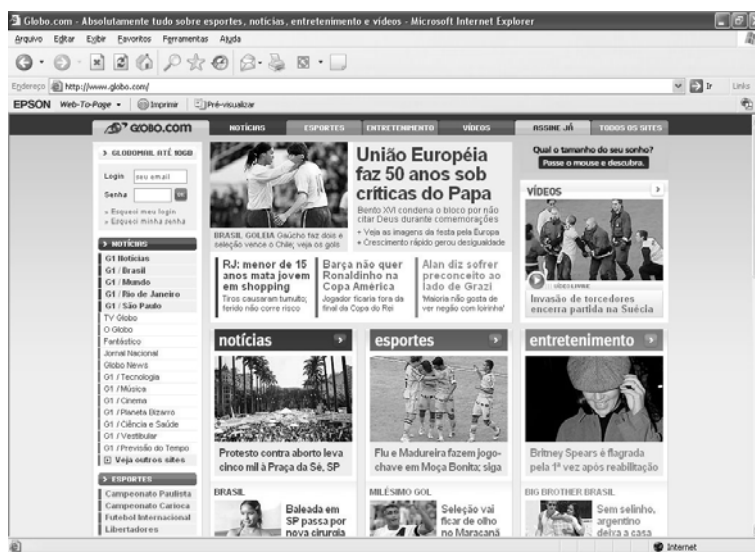 Globo.com - Absolutamente tudo sobre esportes, notícias, entretenimento e vídeos - Microsoft Internet Explorer
Arquivo Editar Exibir Favoritos Ferramentas Ajuda
Endereço http://www.globo.com/ Ir Links
EPSON Web-To-Page Imprimir Pré-visualizar
GLOBO.COM NOTÍCIAS ESPORTES ENTRETENIMENTO VÍDEOS ASSINE JÁ TODOS OS SITES
GLOBOMAIL ATÉ 10GB
Login seu email
Senha OK
» Esqueci meu login
» Esqueci minha senha
NOTÍCIAS
G1 Notícias
G1 / Brasil
G1 / Mundo
G1 / Rio de Janeiro
G1 / São Paulo
TV Globo
O Globo
Fantástico
Jornal Nacional
Globo News
G1 / Tecnologia
G1 / Música
G1 / Cinema
G1 / Planeta Bizarro
G1 / Ciência e Saúde
G1 / Vestibular
G1 / Previsão do Tempo
Veja outros sites
ESPORTES
Campeonato Paulista
Campeonato Carioca
Futebol Internacional
Libertadores
BRASIL GOLEIA Gaúcho faz dois e
seleção vence o Chile; veja os gols
União Européia
faz 50 anos sob
críticas do Papa
Bento XVI condena o bloco por não
citar Deus durante comemorações
+ Veja as imagens da festa pela Europa
+ Crescimento rápido gerou desigualdade
RJ: menor de 15
anos mata jovem
em shopping
Tiros causaram tumulto;
ferido não corre risco
Barça não quer
Ronaldinho na
Copa América
Jogador ficaria fora da
final da Copa do Rei
Alan diz sofrer
preconceito ao
lado de Grazi
'Maioria não gosta de
ver negão com loirinha'
Qual o tamanho do seu sonho?
Passe o mouse e descubra.
VÍDEOS
Invasão de torcedores
encerra partida na Suécia
notícias
Protesto contra aborto leva
cinco mil à Praça da Sé, SP
BRASIL
Baleada em
SP passa por
nova cirurgia
esportes
Flu e Madureira fazem jogo-
chave em Moça Bonita; siga
MILÉSIMO GOL
Seleção vai
ficar de olho
no Maracanã
entretenimento
Britney Spears é flagrada
pela 1ª vez após reabilitação
BIG BROTHER BRASIL
Sem selinho,
argentino
deixa a casa
Internet